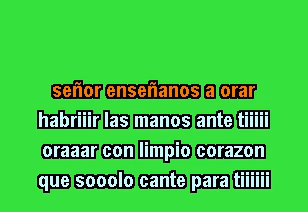 señor enseñanos a orar
habriiir las manos ante tiiiii
oraaar con limpio corazon
que sooolo cante para tiiiiii